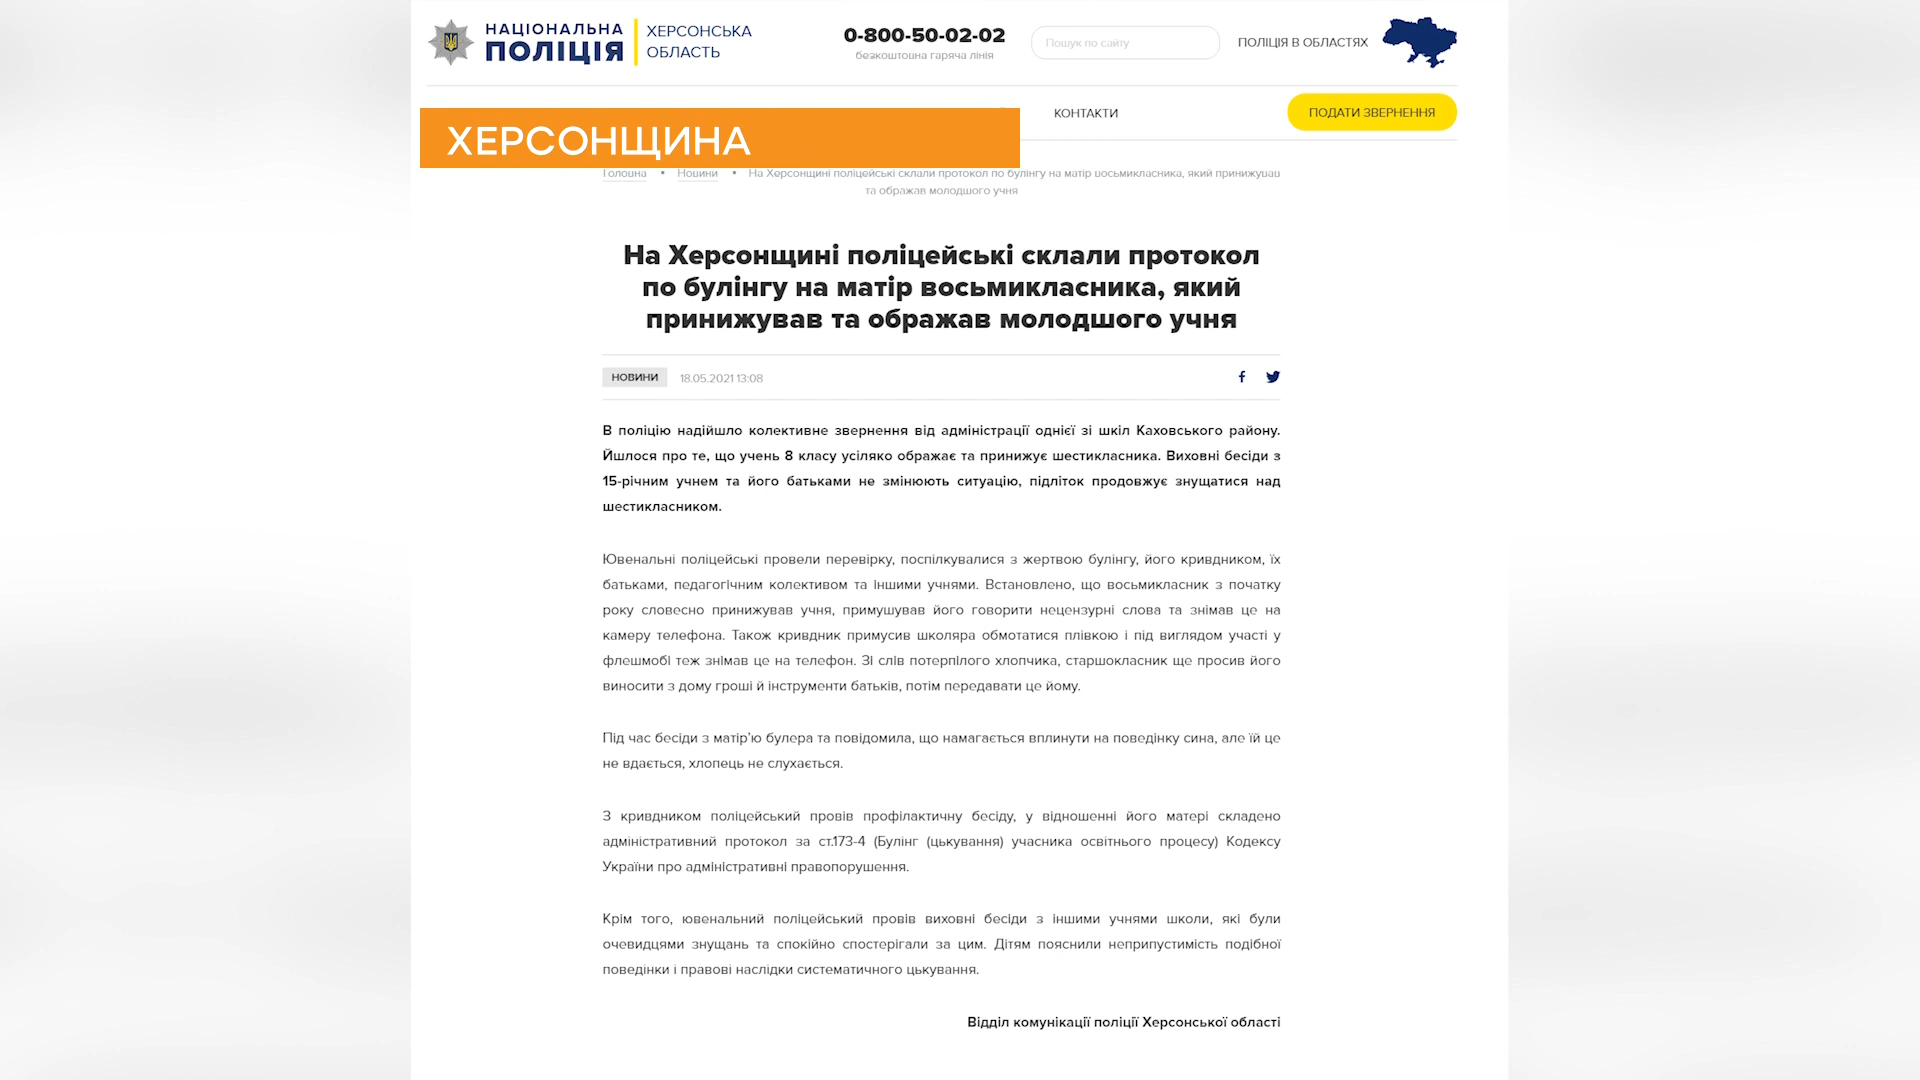 НАЦІОНАЛЬНА
ПОЛІЦІЯ
ХЕРСОНСЬКА
ОБЛАСТЬ
0-800-50-02-02
безкоштовна гаряча лінія
Пошук по сайту
ПОЛІЦІЯ В ОБЛАСТЯХ
КОНТАКТИ
ПОДАТИ ЗВЕРНЕННЯ
ХЕРСОНЩИНА
Головна • Новини • На Херсонщині поліцейські склали протокол по булінгу на матір восьмикласника, який принижував
та ображав молодшого учня
На Херсонщині поліцейські склали протокол
по булінгу на матір восьмикласника, який
принижував та ображав молодшого учня
НОВИНИ
18.05.2021 13:08
В поліцію надійшло колективне звернення від адміністрації однієї зі шкіл Каховського району.
Йшлося про те, що учень 8 класу усіляко ображає та принижує шестикласника. Виховні бесіди з
15-річним учнем та його батьками не змінюють ситуацію, підліток продовжує знущатися над
шестикласником.
Ювенальні поліцейські провели перевірку, поспілкувалися з жертвою булінгу, його кривдником, їх
батьками, педагогічним колективом та іншими учнями. Встановлено, що восьмикласник з початку
року словесно принижував учня, примушував його говорити нецензурні слова та знімав це на
камеру телефона. Також кривдник примусив школяра обмотатися плівкою і під виглядом участі у
флешмобі теж знімав це на телефон. Зі слів потерпілого хлопчика, старшокласник ще просив його
виносити з дому гроші й інструменти батьків, потім передавати це йому.
Під час бесіди з матір’ю булера та повідомила, що намагається вплинути на поведінку сина, але їй це
не вдається, хлопець не слухається.
З кривдником поліцейський провів профілактичну бесіду, у відношенні його матері складено
адміністративний протокол за ст.173-4 (Булінг (цькування) учасника освітнього процесу) Кодексу
України про адміністративні правопорушення.
Крім того, ювенальний поліцейський провів виховні бесіди з іншими учнями школи, які були
очевидцями знущань та спокійно спостерігали за цим. Дітям пояснили неприпустимість подібної
поведінки і правові наслідки систематичного цькування.
Відділ комунікації поліції Херсонської області